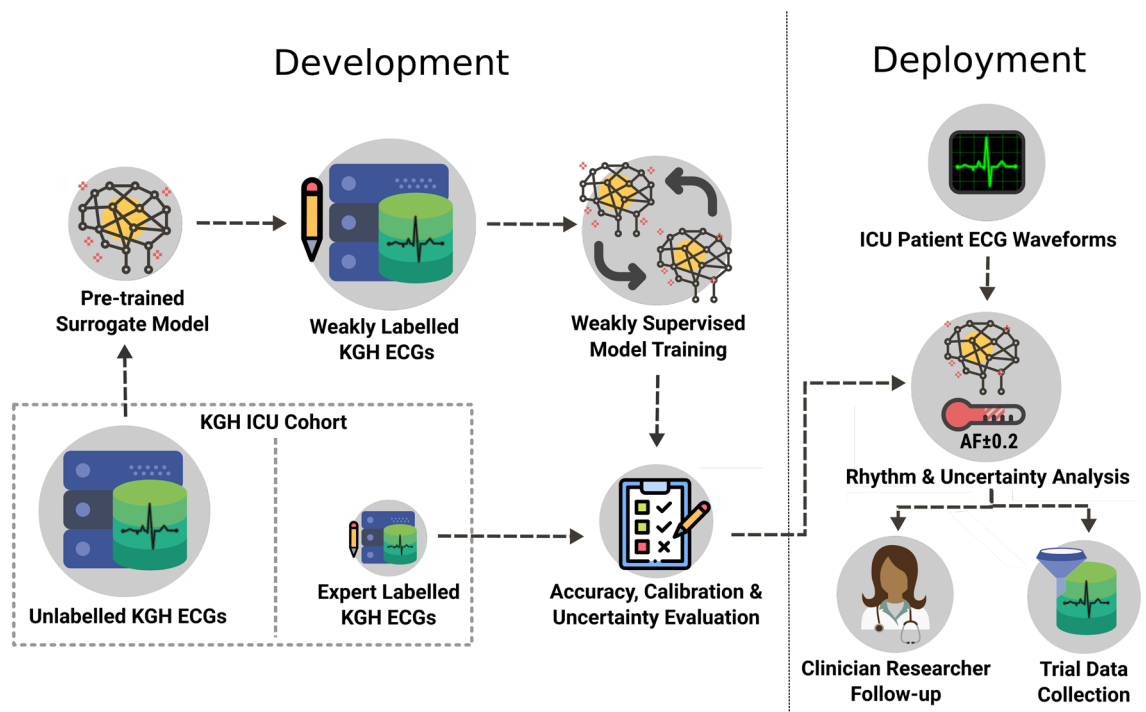 Development
Deployment
ICU Patient ECG Waveforms
Pre-trained
Surrogate Model
Weakly Labelled
KGH ECGs
Weakly Supervised
Model Training
KGH ICU Cohort
AF±0.2
Rhythm & Uncertainty Analysis
Unlabelled KGH ECGs
Expert Labelled
KGH ECGs
Accuracy, Calibration &
Uncertainty Evaluation
Clinician Researcher
Follow-up
Trial Data
Collection